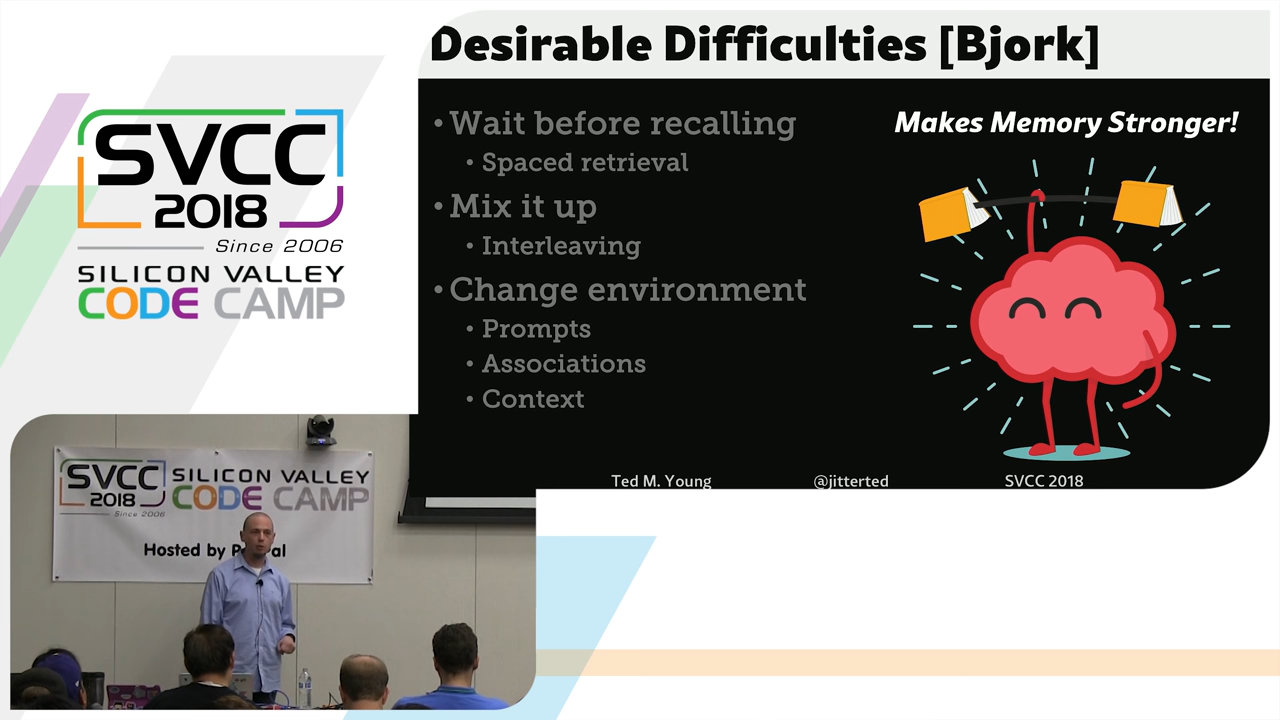 Desirable Difficulties [Bjork]
SVCC
2018
Since 2006
SILICON VALLEY
CODE CAMP
• Wait before recalling
• Spaced retrieval
• Mix it up
• Interleaving
• Change environment
• Prompts
• Associations
• Context
Makes Memory Stronger!
Ted M. Young
@jitterted
SVCC 2018
SVCC
2018
Since 2006
SILICON VALLEY
CODE CAMP
Hosted by P al